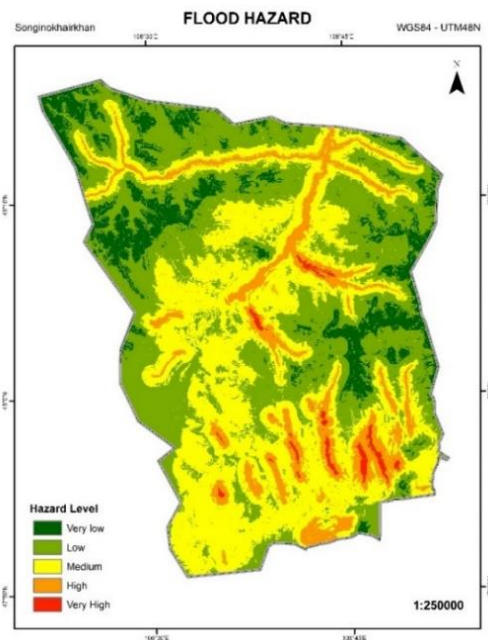 FLOOD HAZARD
Songinokhairkhan
WGS84 - UTM48N
N
Hazard Level
Very low
Low
Medium
High
Very High
1:250000